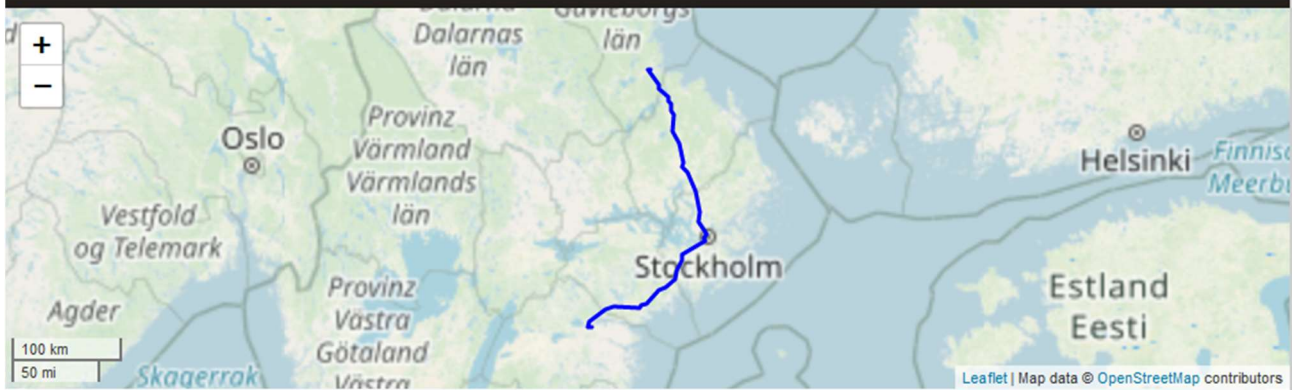 +
−
Gävleborgs
län
Dalarnas
län
Oslo
Provinz
Värmland
Värmlands
län
Helsinki
Finnisc
Meerbu
Vestfold
og Telemark
Stockholm
Provinz
Västra
Götaland
Västra
Agder
Estland
Eesti
100 km
50 mi
Skagerrak
Leaflet | Map data © OpenStreetMap contributors